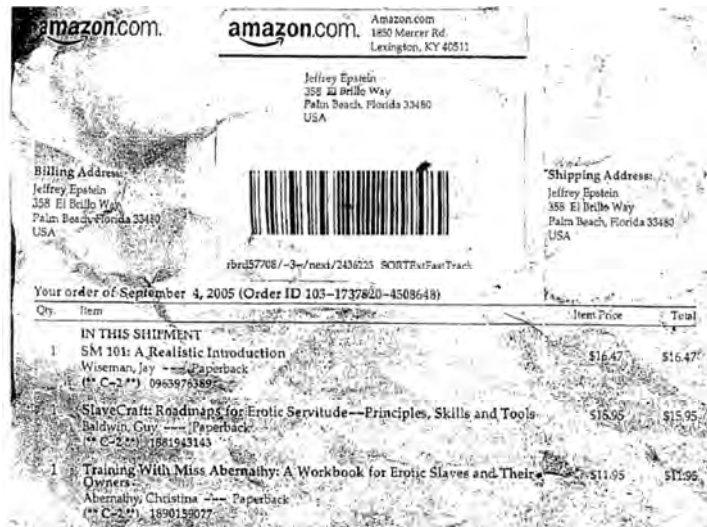 amazon.com.
amazon.com.
Amazon.com
1850 Mercer Rd.
Lexington, KY 40511
Jeffrey Epstein
358 El Brillo Way
Palm Beach, Florida 33480
USA
Billing Address:
Jeffrey Epstein
358 El Brillo Way
Palm Beach, Florida 33480
USA
Shipping Address:
Jeffrey Epstein
358 El Brillo Way
Palm Beach, Florida 33480
USA
rbrd57708/-3-/next/2436225 SORTExtFastTrack
Your order of September 4, 2005 (Order ID 103-1737820-4508648)
Qty. Item Item Price Total
IN THIS SHIPMENT
1 SM 101: A Realistic Introduction $16.47 $16.47
Wiseman, Jay --- Paperback
(** C-2 **) 0963976389
1 SlaveCraft: Roadmaps for Erotic Servitude--Principles, Skills and Tools $15.95 $15.95
Baldwin, Guy --- Paperback
(** C-2 **) 1881943143
1 Training With Miss Abernathy: A Workbook for Erotic Slaves and Their $11.95 $11.95
Owners
Abernathy, Christina --- Paperback
(** C-2 **) 1890159077